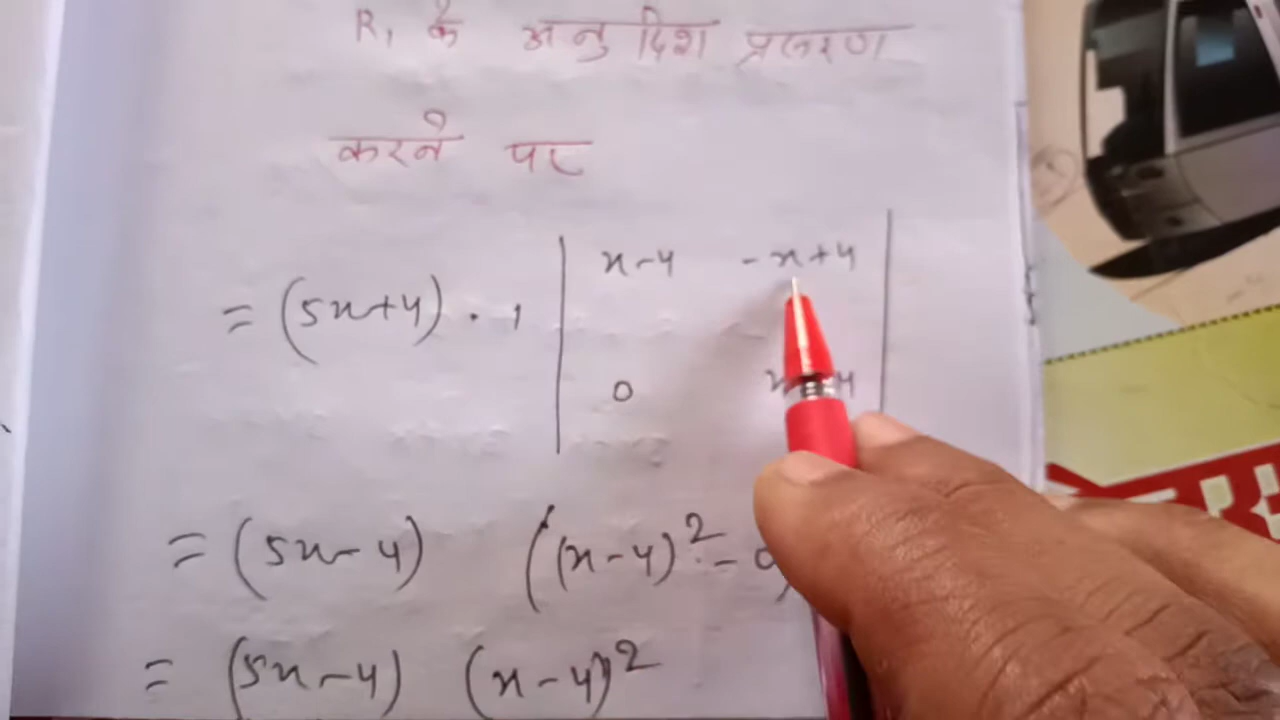 R₁ के अनुदिश प्रसरण
करने पर
= (5x+4) . 1 | x-4 -x+4 |
0
= (5x-4) ((x-4)² - 0
= (5x-4) (x-4)²